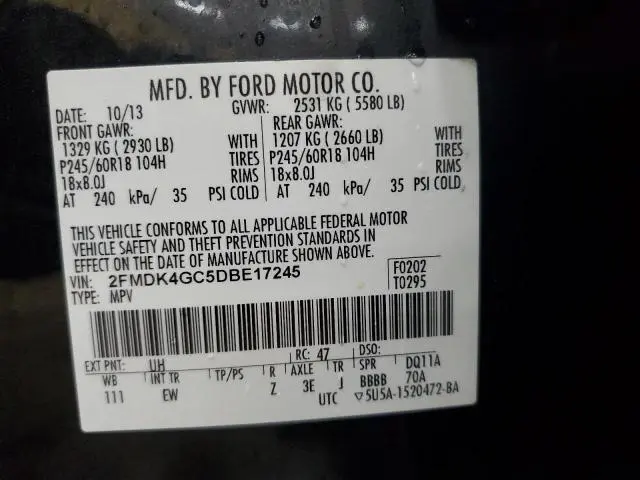 MFD. BY FORD MOTOR CO.
DATE: 10/13 GVWR: 2531 KG ( 5580 LB)
FRONT GAWR: REAR GAWR:
1329 KG ( 2930 LB) WITH 1207 KG ( 2660 LB) WITH
P245/60R18 104H TIRES P245/60R18 104H TIRES
18x8.0J RIMS 18x8.0J RIMS
AT 240 kPa/ 35 PSI COLD AT 240 kPa/ 35 PSI COLD
THIS VEHICLE CONFORMS TO ALL APPLICABLE FEDERAL MOTOR
VEHICLE SAFETY AND THEFT PREVENTION STANDARDS IN
EFFECT ON THE DATE OF MANUFACTURE SHOWN ABOVE.
VIN: 2FMDK4GC5DBE17245 F0202
TYPE: MPV T0295
EXT PNT: UH RC: 47 DSO:
WB INT TR TP/PS R AXLE TR SPR DQ11A
111 EW Z 3E J BBBB 70A
UTC ▽5U5A-1520472-BA